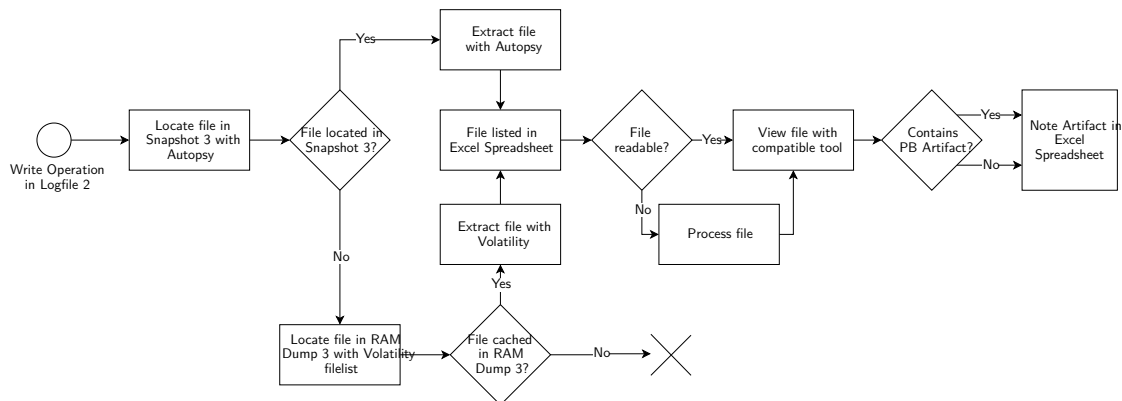 Write Operation
in Logfile 2
Locate file in
Snapshot 3 with
Autopsy
File located in
Snapshot 3?
Yes
Extract file
with Autopsy
No
Locate file in RAM
Dump 3 with Volatility
filelist
File cached
in RAM
Dump 3?
No
Yes
Extract file with
Volatility
File listed in
Excel Spreadsheet
File
readable?
Yes
No
Process file
View file with
compatible tool
Contains
PB Artifact?
Yes
No
Note Artifact in
Excel
Spreadsheet